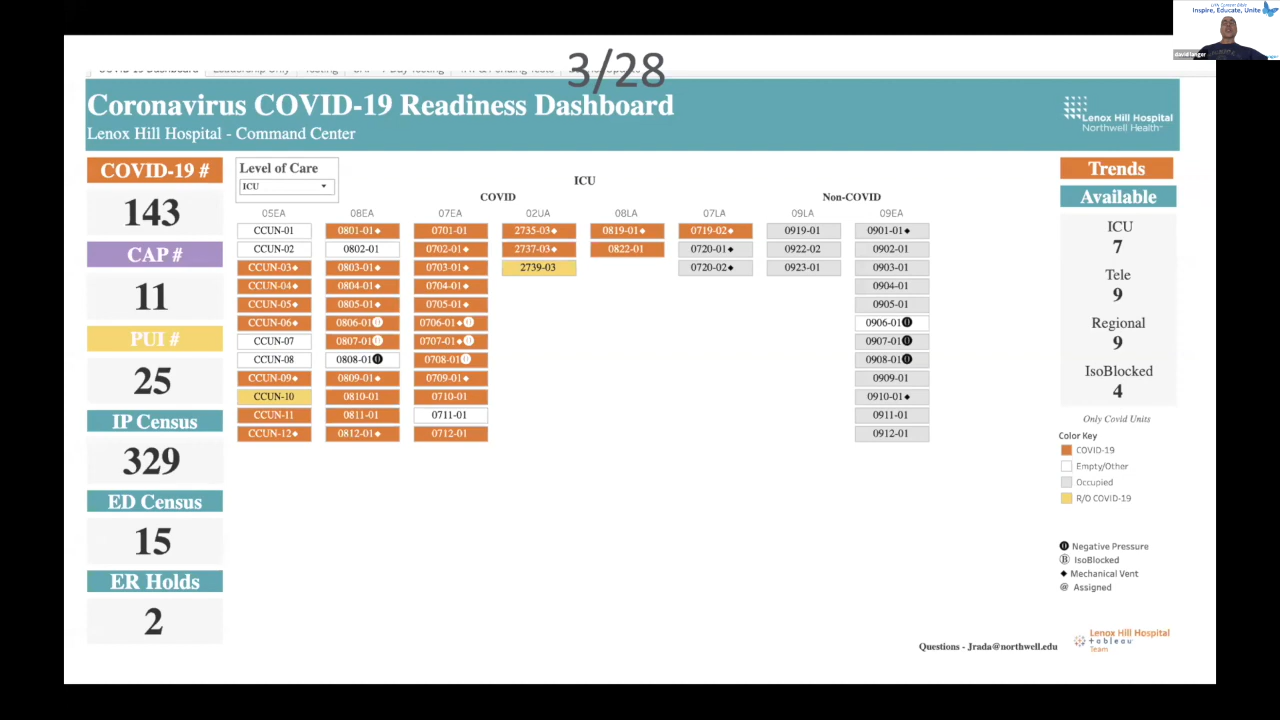 Inspire, Educate, Unite
david langer
3/28
Coronavirus COVID-19 Readiness Dashboard
Lenox Hill Hospital - Command Center
Lenox Hill Hospital
Northwell Health
COVID-19 #
143
CAP #
11
PUI #
25
IP Census
329
ED Census
15
ER Holds
2
Level of Care
ICU
ICU
COVID
Non-COVID
05EA 08EA 07EA 02UA 08LA 07LA 09LA 09EA
CCUN-01 0801-01◆ 0701-01 2735-03◆ 0819-01◆ 0719-02◆ 0919-01 0901-01◆
CCUN-02 0802-01 0702-01◆ 2737-03◆ 0822-01 0720-01◆ 0922-02 0902-01
CCUN-03◆ 0803-01◆ 0703-01◆ 2739-03 0720-02◆ 0923-01 0903-01
CCUN-04◆ 0804-01◆ 0704-01◆ 0904-01
CCUN-05◆ 0805-01◆ 0705-01◆ 0905-01
CCUN-06◆ 0806-01 0706-01◆ 0906-01
CCUN-07 0807-01 0707-01◆ 0907-01
CCUN-08 0808-01 0708-01 0908-01
CCUN-09◆ 0809-01◆ 0709-01◆ 0909-01
CCUN-10 0810-01 0710-01 0910-01◆
CCUN-11 0811-01 0711-01 0911-01
CCUN-12◆ 0812-01◆ 0712-01 0912-01
Trends
Available
ICU
7
Tele
9
Regional
9
IsoBlocked
4
Only Covid Units
Color Key
COVID-19
Empty/Other
Occupied
R/O COVID-19
Negative Pressure
IsoBlocked
◆ Mechanical Vent
@ Assigned
Questions - Jrada@northwell.edu
Lenox Hill Hospital
tableau
Team